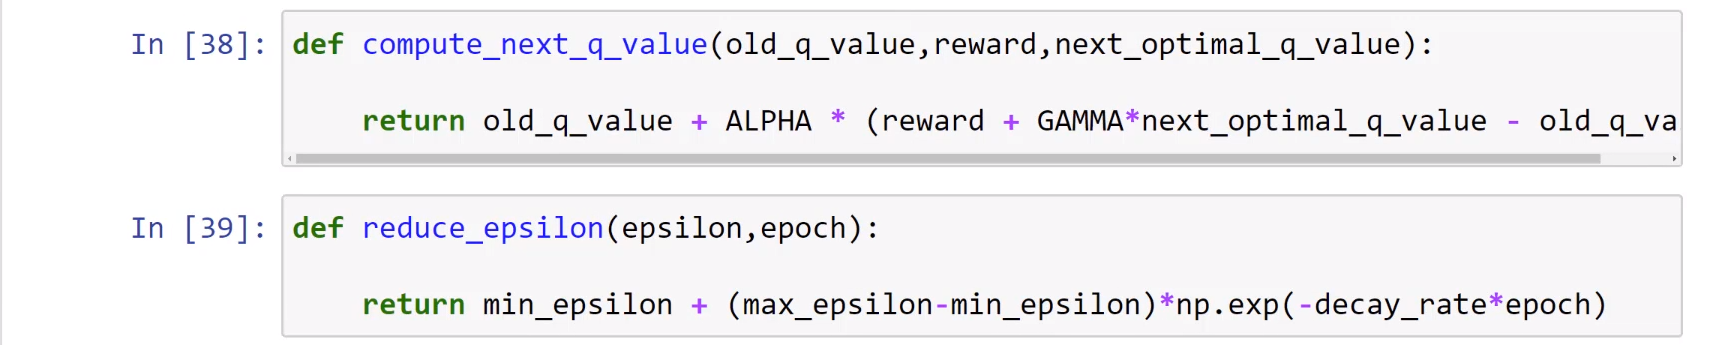 In [38]: def compute_next_q_value(old_q_value,reward,next_optimal_q_value):
return old_q_value + ALPHA * (reward + GAMMA*next_optimal_q_value - old_q_va
In [39]: def reduce_epsilon(epsilon,epoch):
return min_epsilon + (max_epsilon-min_epsilon)*np.exp(-decay_rate*epoch)